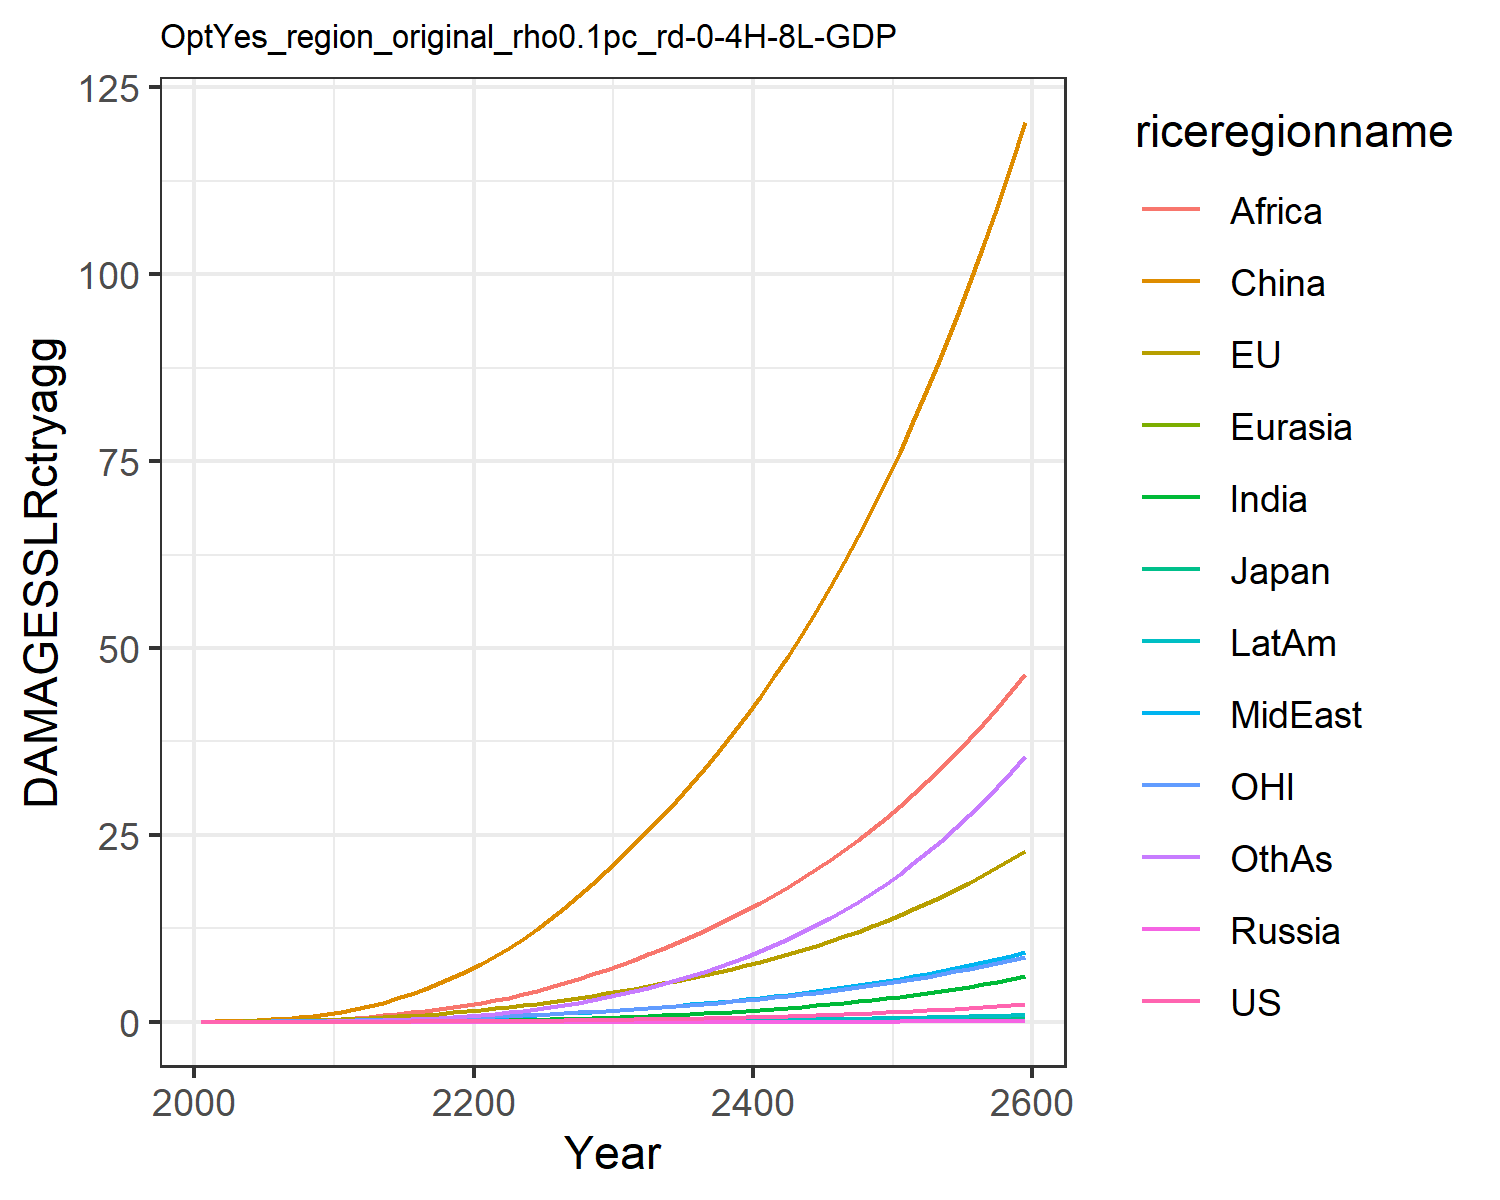 OptYes_region_original_rho0.1pc_rd-0-4H-8L-GDP
DAMAGESSLRctryagg
125
100
75
50
25
0
2000 2200 2400 2600
Year
riceregionname
Africa
China
EU
Eurasia
India
Japan
LatAm
MidEast
OHI
OthAs
Russia
US